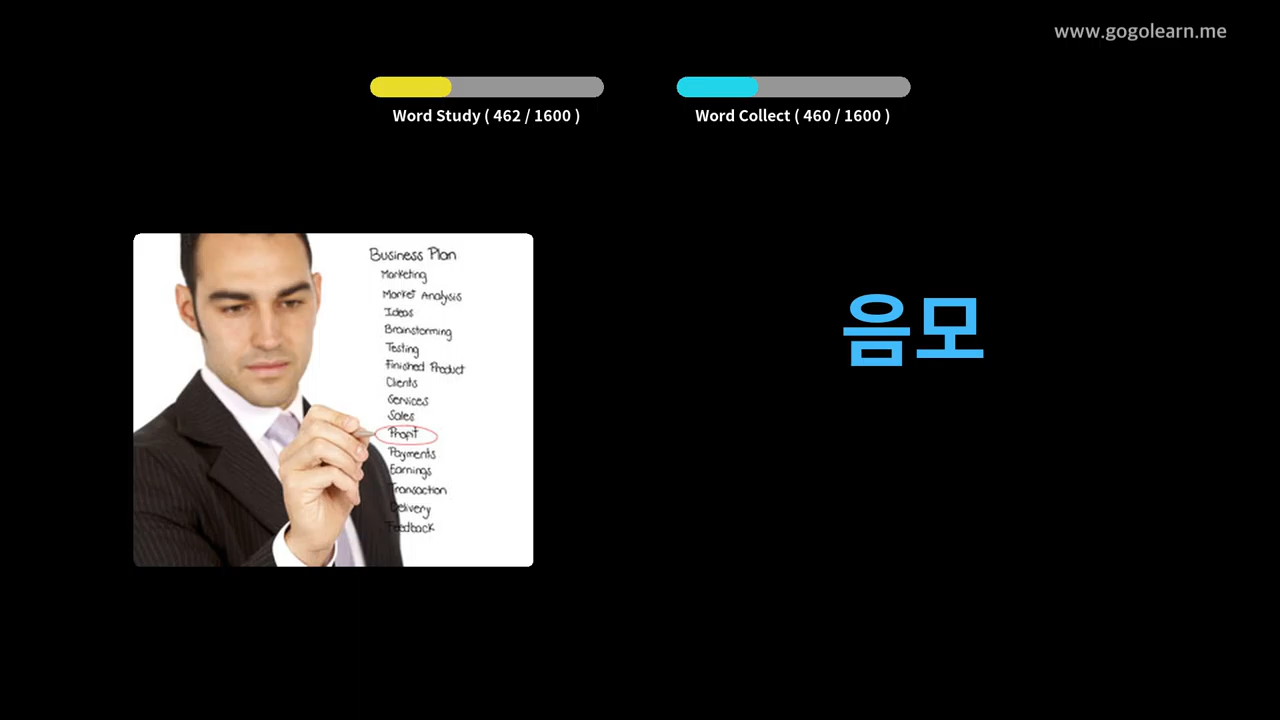 www.gogolearn.me
Word Study ( 462 / 1600 )
Word Collect ( 460 / 1600 )
Business Plan
Marketing
Market Analysis
Ideas
Brainstorming
Testing
Finished Product
Clients
Services
Sales
Profit
Payments
Earnings
Transaction
Delivery
Feedback
음모